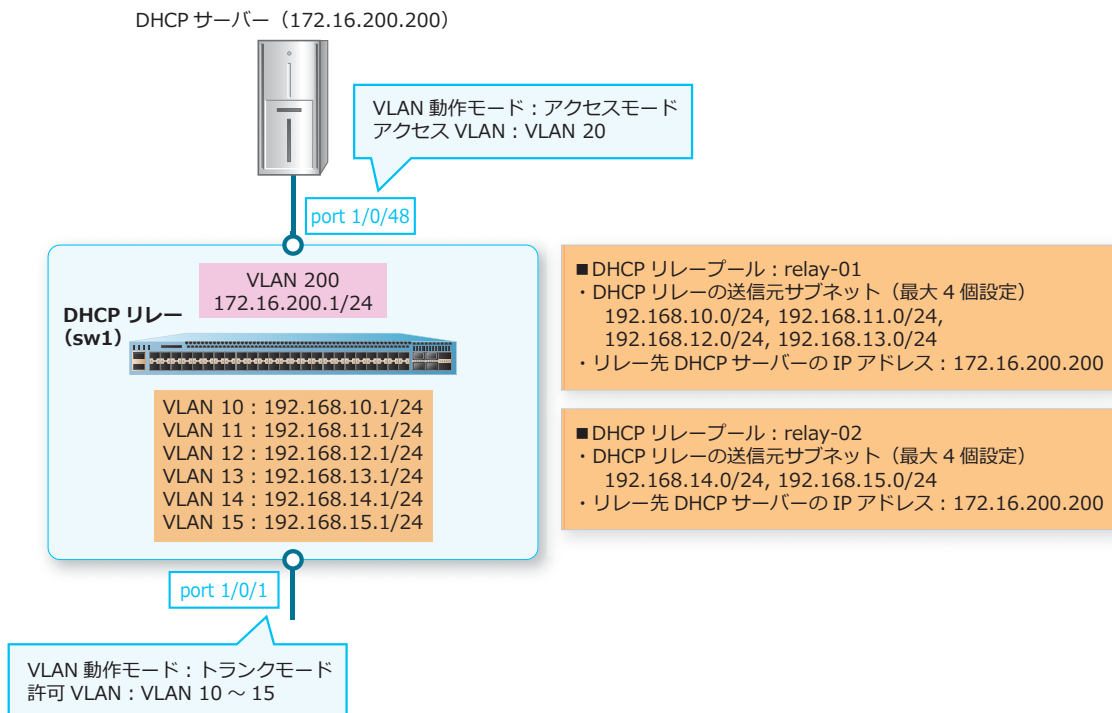 DHCP サーバー（172.16.200.200）
VLAN 動作モード：アクセスモード
アクセス VLAN：VLAN 20
port 1/0/48
VLAN 200
172.16.200.1/24
DHCP リレー
（sw1）
VLAN 10：192.168.10.1/24
VLAN 11：192.168.11.1/24
VLAN 12：192.168.12.1/24
VLAN 13：192.168.13.1/24
VLAN 14：192.168.14.1/24
VLAN 15：192.168.15.1/24
port 1/0/1
VLAN 動作モード：トランクモード
許可 VLAN：VLAN 10 ～ 15
■DHCP リレープール：relay-01
・DHCP リレーの送信元サブネット（最大 4 個設定）
192.168.10.0/24, 192.168.11.0/24,
192.168.12.0/24, 192.168.13.0/24
・リレー先 DHCP サーバーの IP アドレス：172.16.200.200
■DHCP リレープール：relay-02
・DHCP リレーの送信元サブネット（最大 4 個設定）
192.168.14.0/24, 192.168.15.0/24
・リレー先 DHCP サーバーの IP アドレス：172.16.200.200